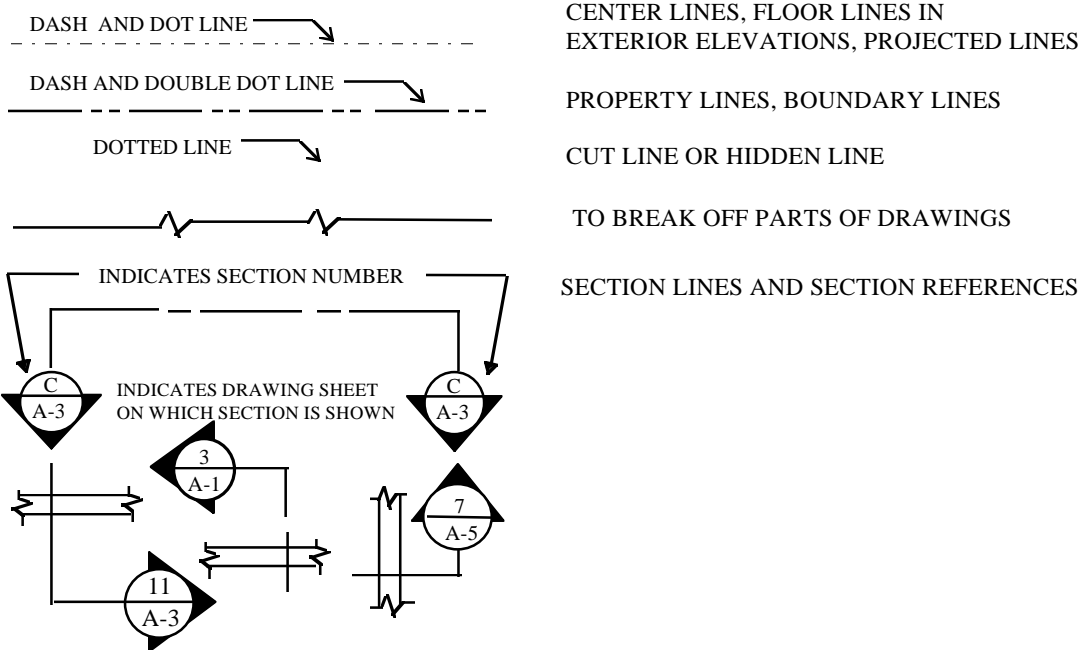 DASH AND DOT LINE
CENTER LINES, FLOOR LINES IN
EXTERIOR ELEVATIONS, PROJECTED LINES
DASH AND DOUBLE DOT LINE
PROPERTY LINES, BOUNDARY LINES
DOTTED LINE
CUT LINE OR HIDDEN LINE
TO BREAK OFF PARTS OF DRAWINGS
INDICATES SECTION NUMBER
SECTION LINES AND SECTION REFERENCES
C
A-3
INDICATES DRAWING SHEET
ON WHICH SECTION IS SHOWN
C
A-3
3
A-1
7
A-5
11
A-3